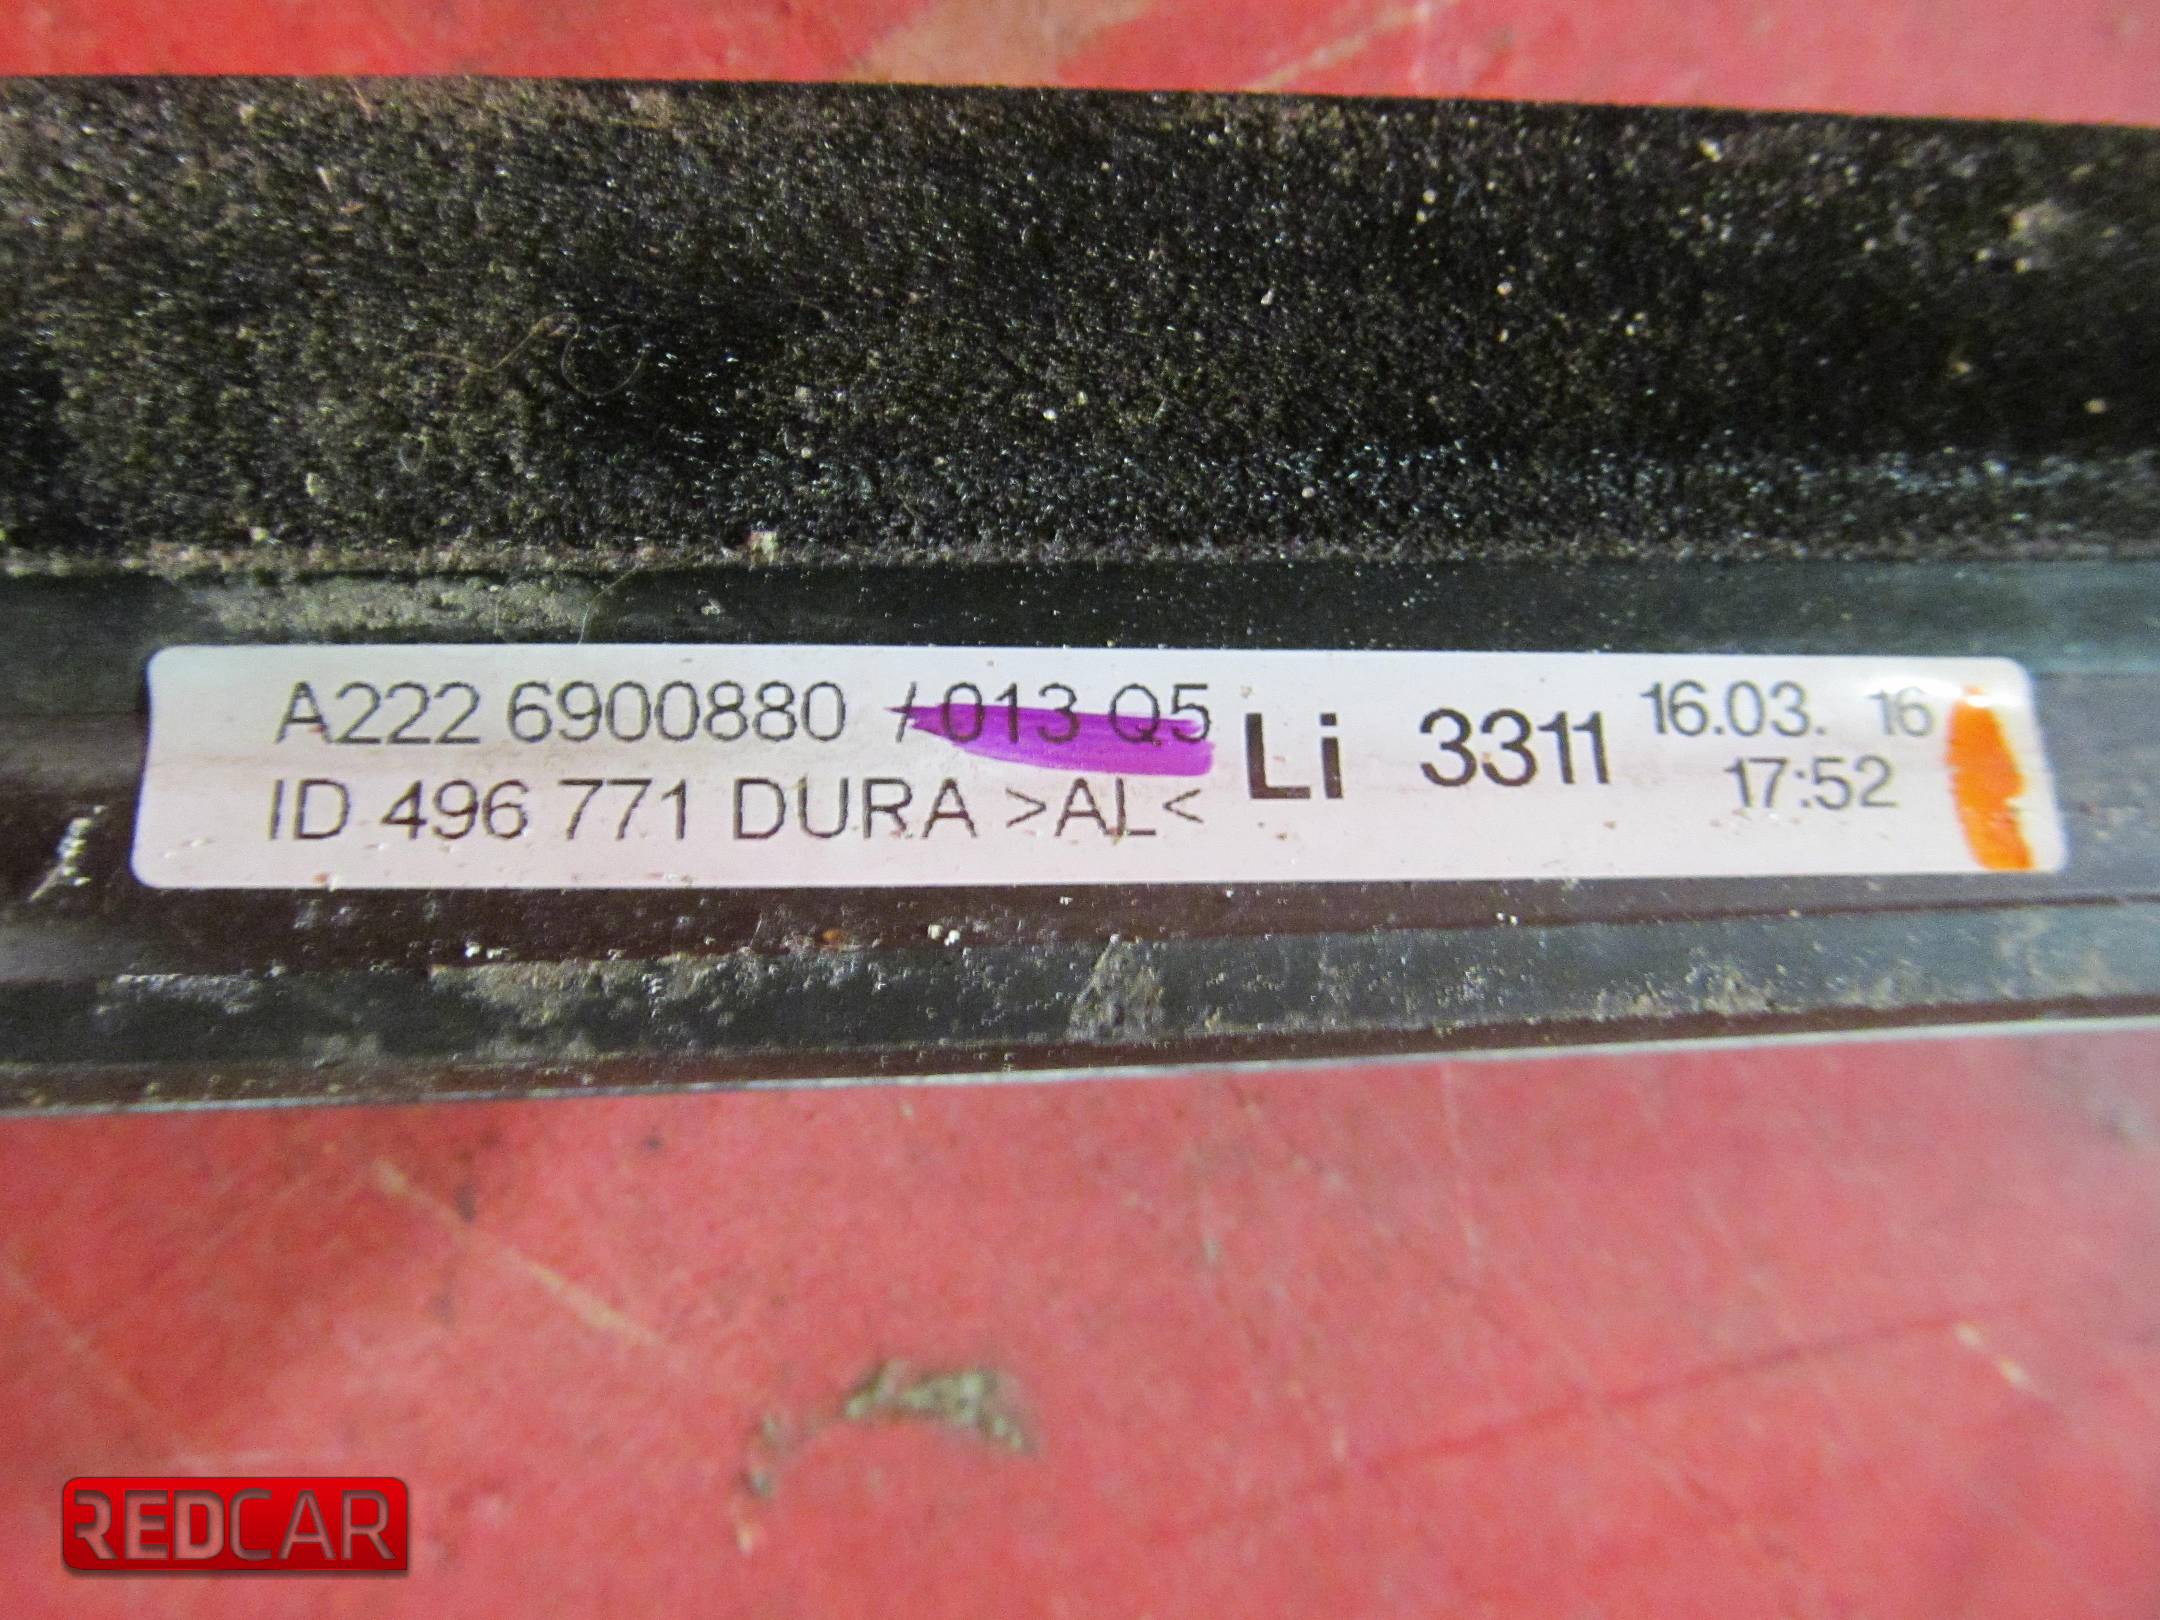 A222 6900880 /013 Q5
ID 496 771 DURA >AL<
Li 3311
16.03. 16
17:52
REDCAR